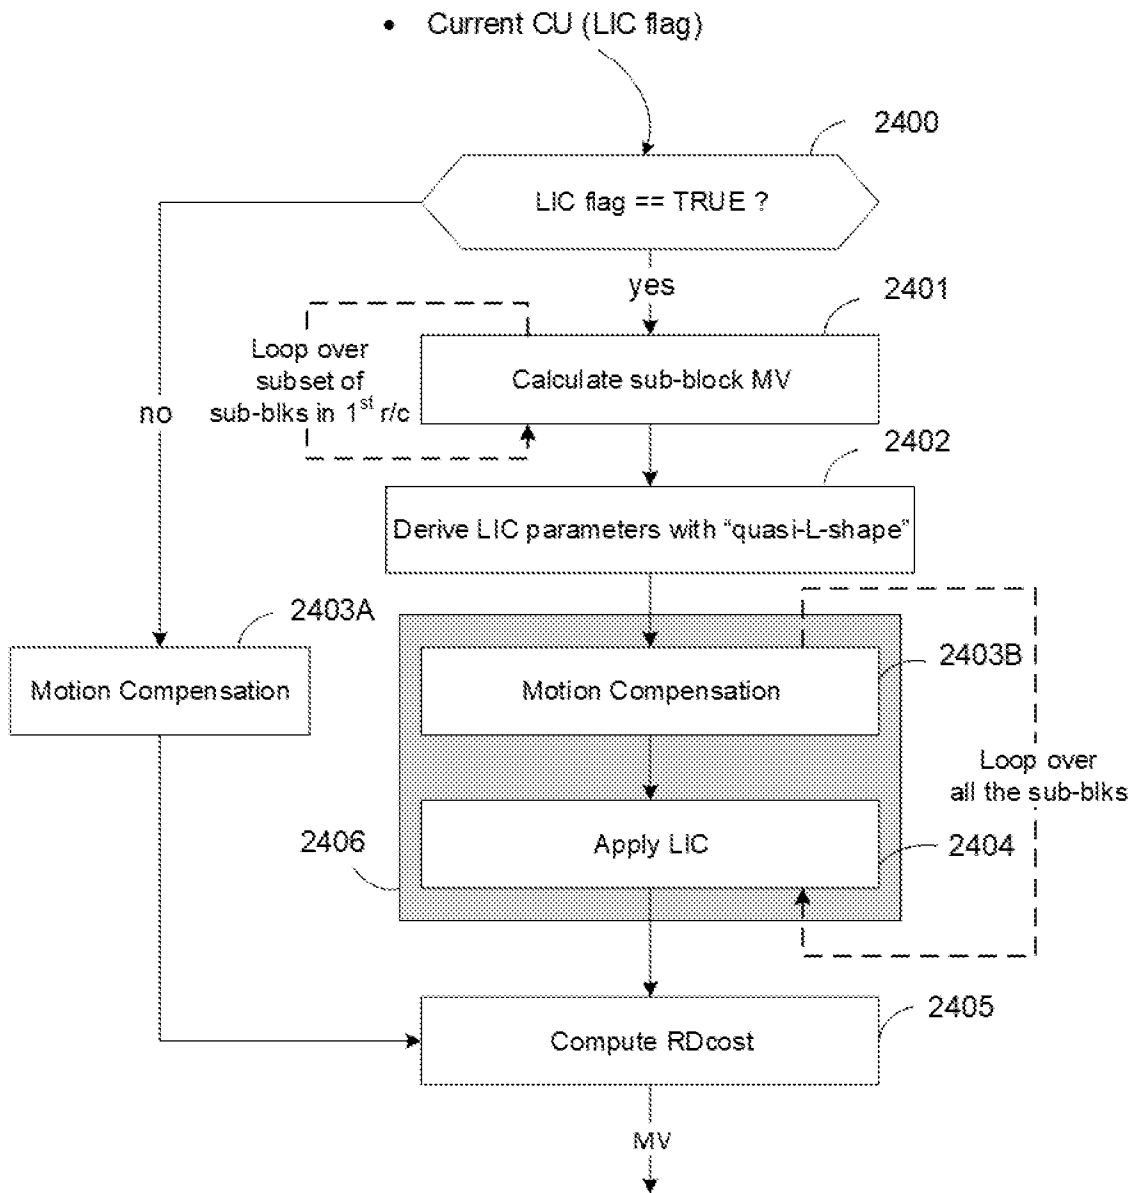 • Current CU (LIC flag)
2400
LIC flag == TRUE ?
yes
2401
Loop over
subset of
sub-blks in 1st r/c
Calculate sub-block MV
no
2402
Derive LIC parameters with “quasi-L-shape”
2403A
Motion Compensation
2403B
Motion Compensation
Loop over
all the sub-blks
2406
Apply LIC
2404
2405
Compute RDcost
MV